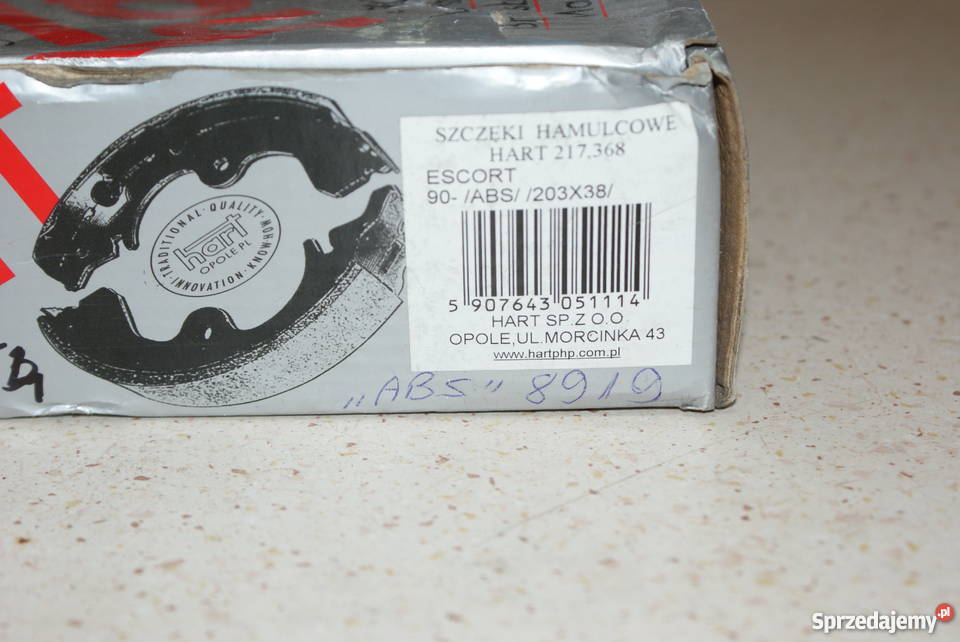 SZCZĘKI HAMULCOWE
HART 217,368
ESCORT
90- /ABS/ /203X38/
5 907643 051114
HART SP.Z O.O
OPOLE,UL.MORCINKA 43
www.hartphp.com.pl
TRADITIONAL·QUALITY·
hart
OPOLE PL
INNOVATION
„ABS" 8919
Sprzedajemy.pl